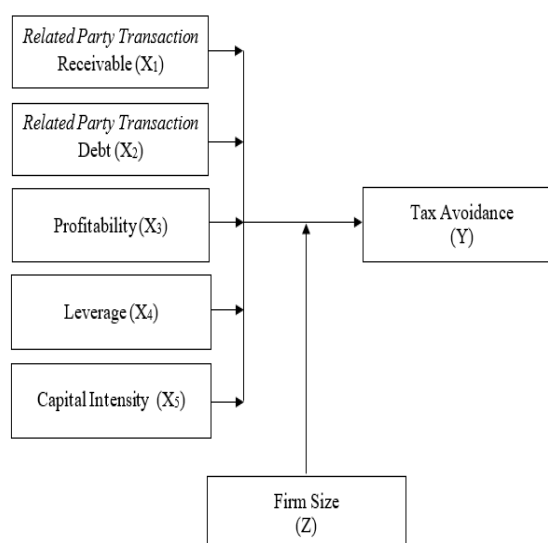 Related Party Transaction
Receivable (X₁)
Related Party Transaction
Debt (X₂)
Profitability (X₃)
Leverage (X₄)
Capital Intensity (X₅)
Tax Avoidance
(Y)
Firm Size
(Z)